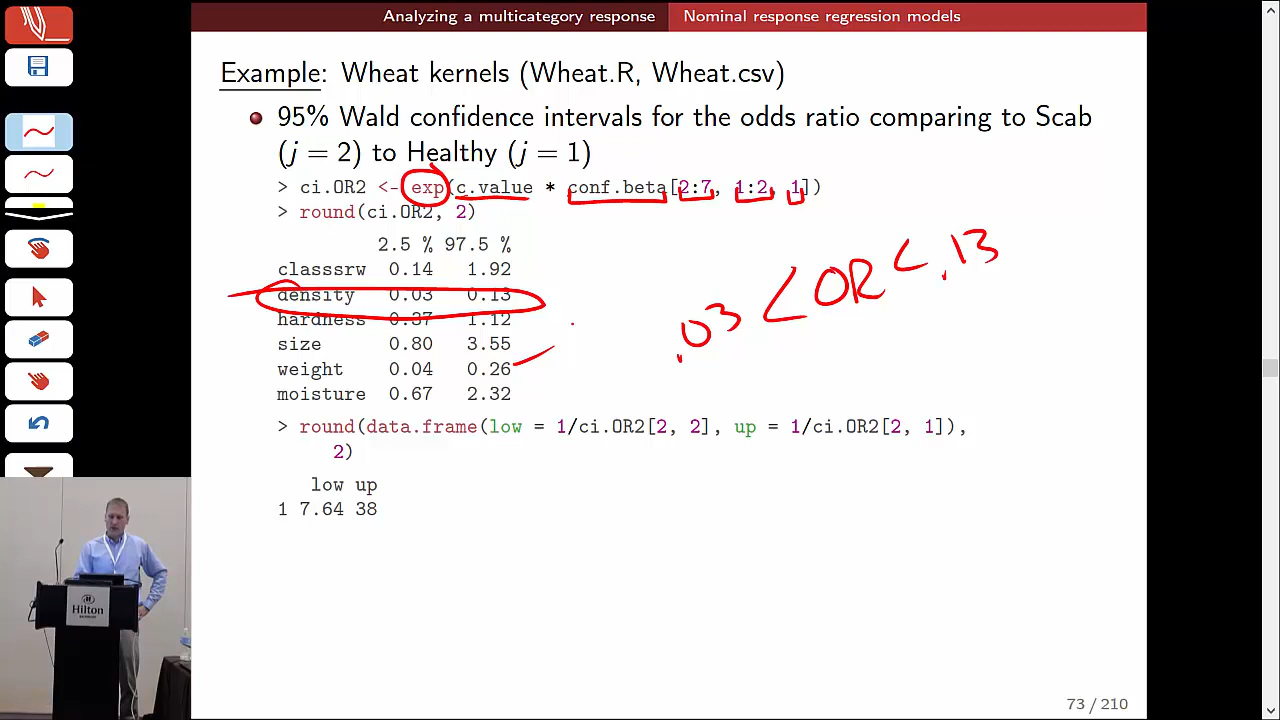 Analyzing a multicategory response Nominal response regression models
Example: Wheat kernels (Wheat.R, Wheat.csv)
95% Wald confidence intervals for the odds ratio comparing to Scab
(j = 2) to Healthy (j = 1)
> ci.OR2 <- exp(c.value * conf.beta[2:7, 1:2, 1])
> round(ci.OR2, 2)
2.5 % 97.5 %
classsrw 0.14 1.92
density 0.03 0.13
hardness 0.37 1.12
size 0.80 3.55
weight 0.04 0.26
moisture 0.67 2.32
.03 < OR < .13
> round(data.frame(low = 1/ci.OR2[2, 2], up = 1/ci.OR2[2, 1]),
2)
low up
1 7.64 38
Hilton
73 / 210